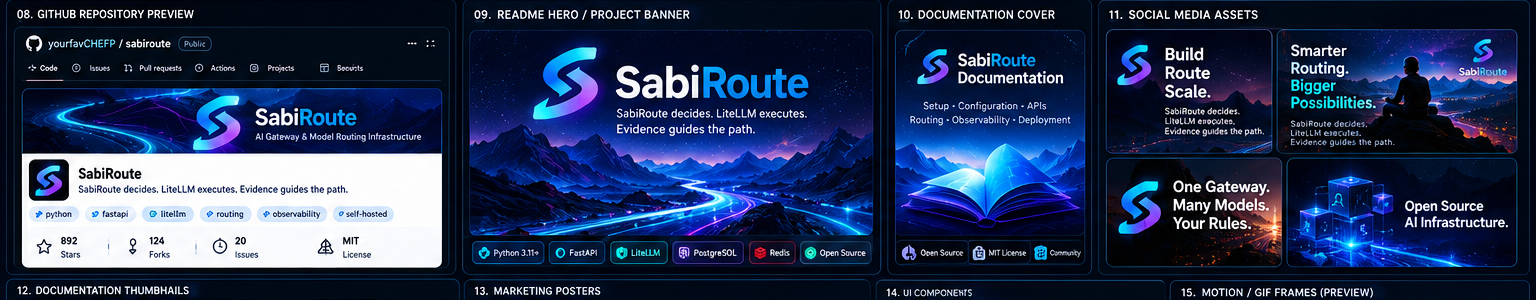 08. GITHUB REPOSITORY PREVIEW
yourfavCHEFP / sabiroute Public
Code Issues Pull requests Actions Projects
SabiRoute
AI Gateway & Model Routing Infrastructure
SabiRoute
SabiRoute decides. LiteLLM executes. Evidence guides the path.
python fastapi litellm routing observability self-hosted
892 Stars
124 Forks
20 Issues
MIT License
09. README HERO / PROJECT BANNER
SabiRoute
SabiRoute decides. LiteLLM executes.
Evidence guides the path.
Python 3.11+ FastAPI LiteLLM PostgreSQL Redis Open Source
10. DOCUMENTATION COVER
SabiRoute
Documentation
Setup • Configuration • APIs
Routing • Observability • Deployment
Open Source MIT License Community
11. SOCIAL MEDIA ASSETS
Build
Route
Scale.
SabiRoute decides.
LiteLLM executes.
Evidence guides the path.
Smarter
Routing.
Bigger
Possibilities.
SabiRoute decides.
LiteLLM executes.
Evidence guides the path.
SabiRoute
One Gateway.
Many Models.
Your Rules.
Open Source
AI Infrastructure.
12. DOCUMENTATION THUMBNAILS
13. MARKETING POSTERS
14. UI COMPONENTS
15. MOTION / GIF FRAMES (PREVIEW)